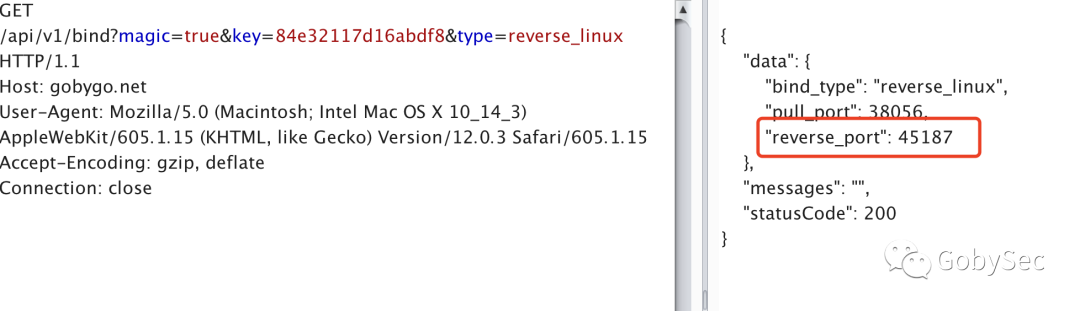 GET
/api/v1/bind?magic=true&key=84e32117d16abdf8&type=reverse_linux
HTTP/1.1
Host: gobygo.net
User-Agent: Mozilla/5.0 (Macintosh; Intel Mac OS X 10_14_3)
AppleWebKit/605.1.15 (KHTML, like Gecko) Version/12.0.3 Safari/605.1.15
Accept-Encoding: gzip, deflate
Connection: close
{
"data": {
"bind_type": "reverse_linux",
"pull_port": 38056,
"reverse_port": 45187
},
"messages": "",
"statusCode": 200
}
GobySec